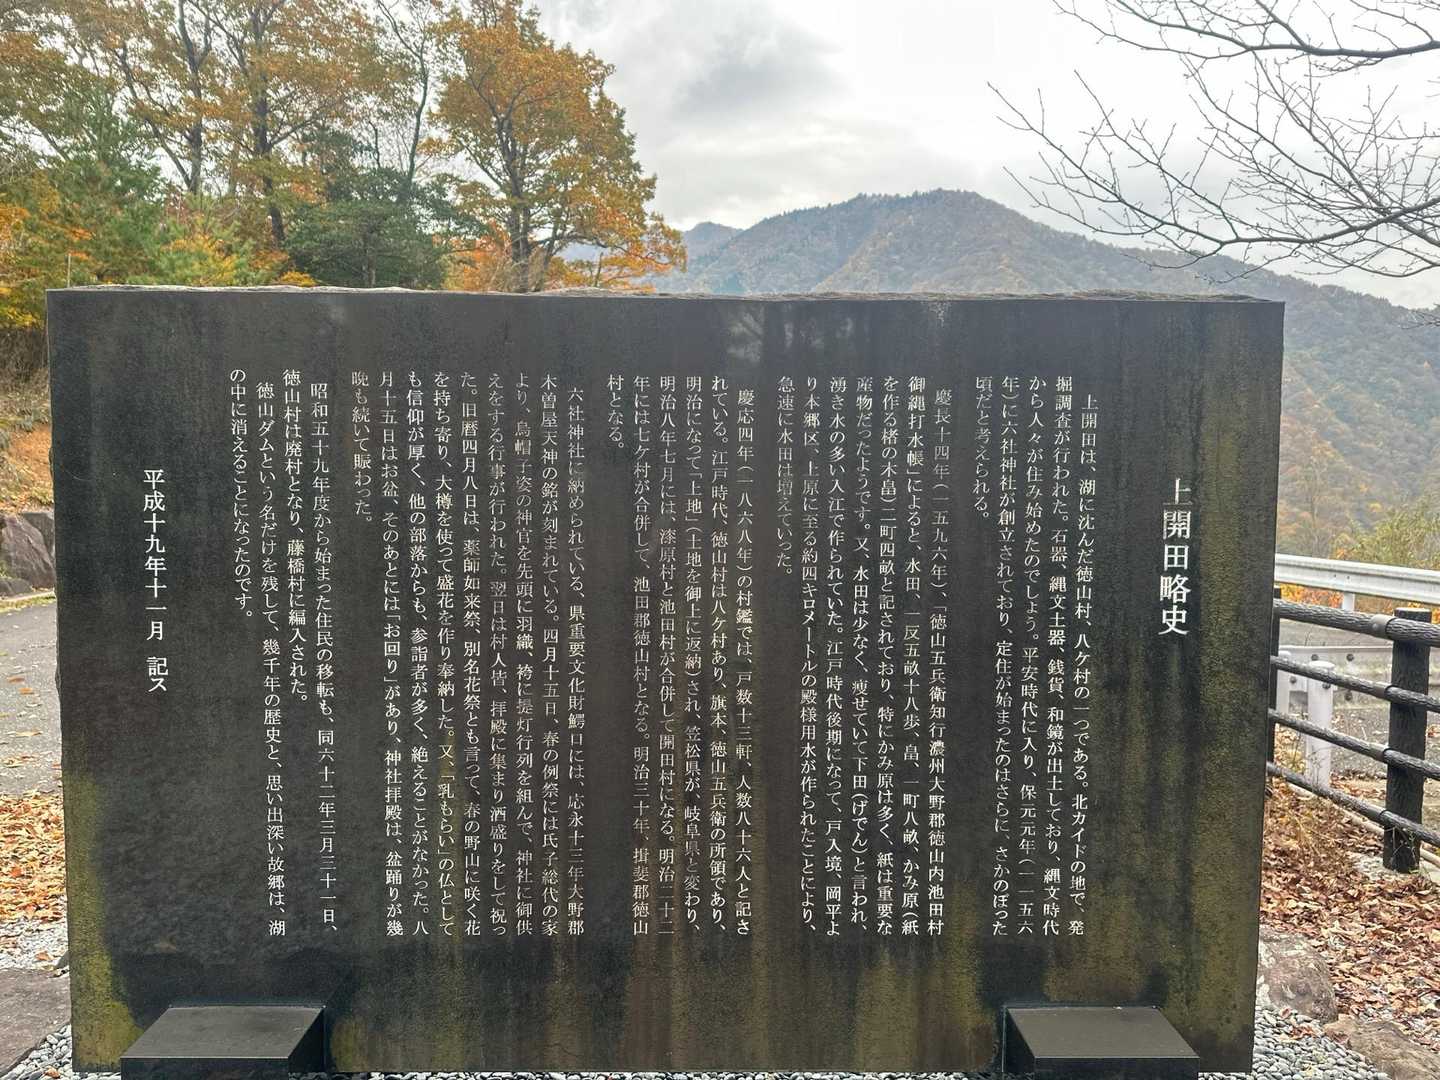 上開田略史
上開田は、湖に沈んだ徳山村、八ケ村の一つである。北カイドの地で、発
掘調査が行われた。石器、縄文土器、銭貨、和鏡が出土しており、縄文時代
から人々が住み始めたのでしょう。平安時代に入り、保元元年（一一五六
年）に六社神社が創立されており、定住が始まったのはさらに、さかのぼった
頃だと考えられる。
慶長十四年（一五九六年）、「徳山五兵衛知行濃州大野郡徳山内池田村
御縄打水帳」によると、水田、一反五畝十八歩、畠、一町八畝、かみ原（紙
を作る楮の木畠）二町四畝と記されており、特にかみ原は多く、紙は重要な
産物だったようです。又、水田は少なく、痩せていて下田（げでん）と言われ、
湧き水の多い入江で作られていた。江戸時代後期になって、戸入境、岡平よ
り本郷区、上原に至る約四キロメートルの殿様用水が作られたことにより、
急速に水田は増えていった。
慶応四年（一八六八年）の村鑑では、戸数十三軒、人数八十六人と記さ
れている。江戸時代、徳山村は八ケ村あり、旗本、徳山五兵衛の所領であり、
明治になって「上地」（土地を御上に返納）され、笠松県が、岐阜県と変わり、
明治八年七月には、漆原村と池田村が合併して開田村になる。明治二十二
年には七ケ村が合併して、池田郡徳山村となる。明治三十年、揖斐郡徳山
村となる。
六社神社に納められている、県重要文化財鰐口には、応永十三年大野郡
木曽屋天神の銘が刻まれている。四月十五日、春の例祭には氏子総代の家
より、烏帽子姿の神官を先頭に羽織、袴に提灯行列を組んで、神社に御供
えをする行事が行われた。翌日は村人皆、拝殿に集まり酒盛りをして祝っ
た。旧暦四月八日は、薬師如来祭、別名花祭とも言って、春の野山に咲く花
を持ち寄り、大樽を使って盛花を作り奉納した。又、「乳もらい」の仏として
も信仰が厚く、他の部落からも、参詣者が多く、絶えることがなかった。八
月十五日はお盆、そのあとには「お回り」があり、神社拝殿は、盆踊りが幾
晩も続いて賑わった。
昭和五十九年度から始まった住民の移転も、同六十二年三月三十一日、
徳山村は廃村となり、藤橋村に編入された。
徳山ダムという名だけを残して、幾千年の歴史と、思い出深い故郷は、湖
の中に消えることになったのです。
平成十九年十一月 記ス